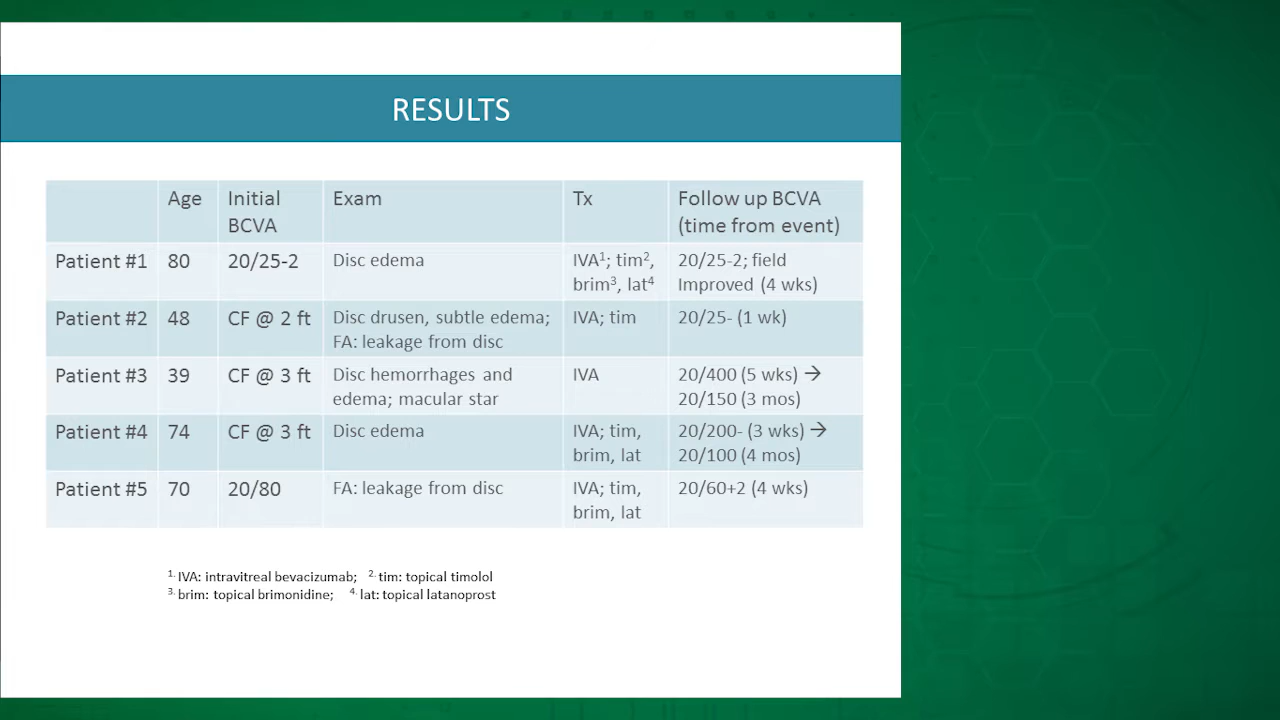 RESULTS
Age Initial BCVA Exam Tx Follow up BCVA (time from event)
Patient #1 80 20/25-2 Disc edema IVA¹; tim², brim³, lat⁴ 20/25-2; field Improved (4 wks)
Patient #2 48 CF @ 2 ft Disc drusen, subtle edema; FA: leakage from disc IVA; tim 20/25- (1 wk)
Patient #3 39 CF @ 3 ft Disc hemorrhages and edema; macular star IVA 20/400 (5 wks) → 20/150 (3 mos)
Patient #4 74 CF @ 3 ft Disc edema IVA; tim, brim, lat 20/200- (3 wks) → 20/100 (4 mos)
Patient #5 70 20/80 FA: leakage from disc IVA; tim, brim, lat 20/60+2 (4 wks)
¹· IVA: intravitreal bevacizumab; ²· tim: topical timolol
³· brim: topical brimonidine; ⁴· lat: topical latanoprost